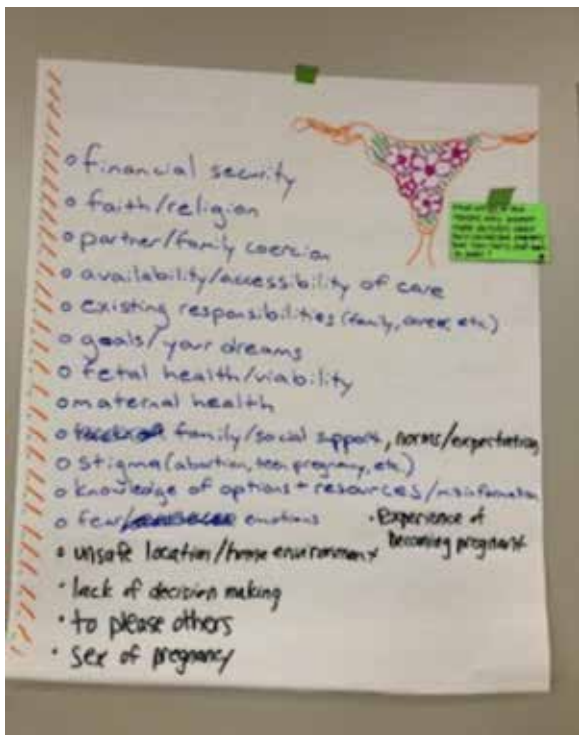 o financial security
o faith/religion
o partner/family coercion
o availability/accessibility of care
o existing responsibilities (family, career, etc)
o goals/your dreams
o fetal health/viability
o maternal health
o family/social support, norms/expectations
o stigma (abortion, teen pregnancy, etc.)
o knowledge of options + resources/misinformation
o fear/ emotions
• Experience of
becoming pregnant
• unsafe location/home environment
• lack of decision making
• to please others
• sex of pregnancy